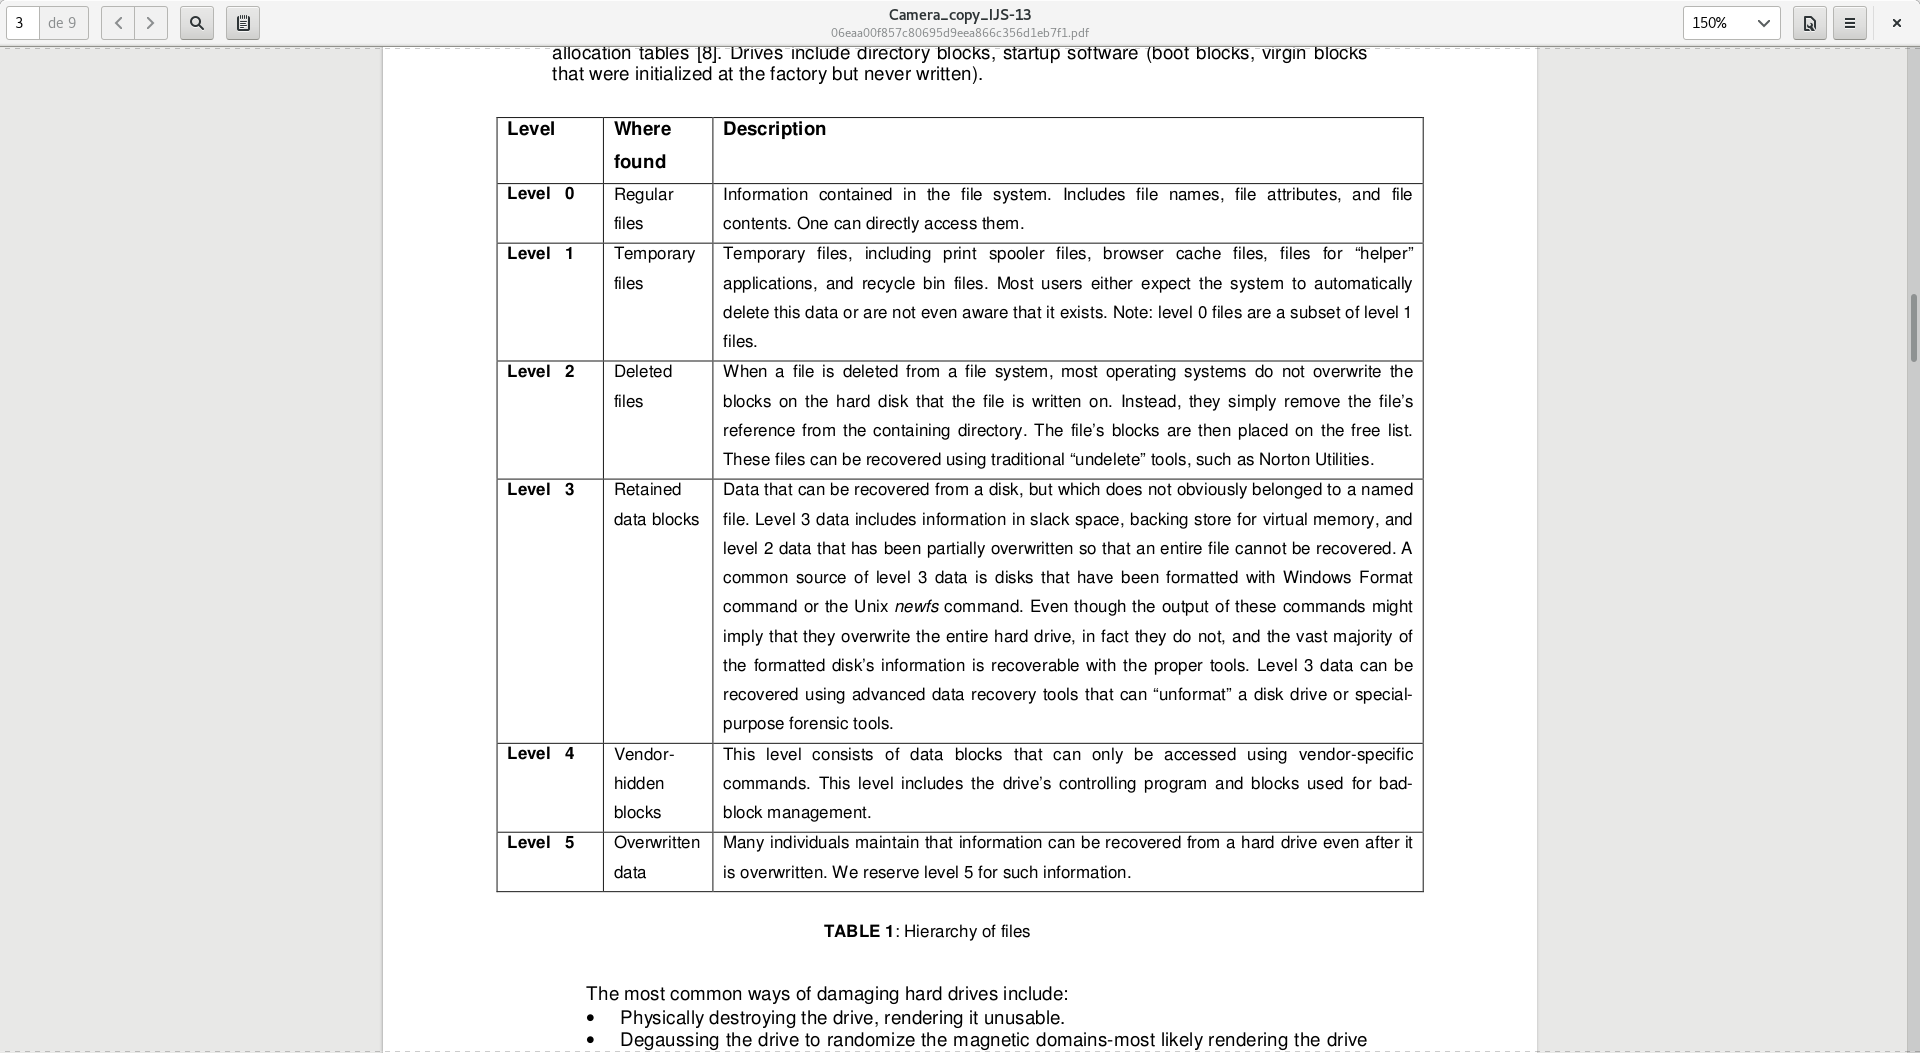 3 de 9
Camera_copy_IJS-13
06eaa00f857c80695d9eea866c356d1eb7f1.pdf
150%
allocation tables [8]. Drives include directory blocks, startup software (boot blocks, virgin blocks
that were initialized at the factory but never written).
Level Where Description
found
Level 0 Regular Information contained in the file system. Includes file names, file attributes, and file
files contents. One can directly access them.
Level 1 Temporary Temporary files, including print spooler files, browser cache files, files for “helper”
files applications, and recycle bin files. Most users either expect the system to automatically
delete this data or are not even aware that it exists. Note: level 0 files are a subset of level 1
files.
Level 2 Deleted When a file is deleted from a file system, most operating systems do not overwrite the
files blocks on the hard disk that the file is written on. Instead, they simply remove the file’s
reference from the containing directory. The file’s blocks are then placed on the free list.
These files can be recovered using traditional “undelete” tools, such as Norton Utilities.
Level 3 Retained Data that can be recovered from a disk, but which does not obviously belonged to a named
data blocks file. Level 3 data includes information in slack space, backing store for virtual memory, and
level 2 data that has been partially overwritten so that an entire file cannot be recovered. A
common source of level 3 data is disks that have been formatted with Windows Format
command or the Unix newfs command. Even though the output of these commands might
imply that they overwrite the entire hard drive, in fact they do not, and the vast majority of
the formatted disk’s information is recoverable with the proper tools. Level 3 data can be
recovered using advanced data recovery tools that can “unformat” a disk drive or special-
purpose forensic tools.
Level 4 Vendor- This level consists of data blocks that can only be accessed using vendor-specific
hidden commands. This level includes the drive’s controlling program and blocks used for bad-
blocks block management.
Level 5 Overwritten Many individuals maintain that information can be recovered from a hard drive even after it
data is overwritten. We reserve level 5 for such information.
TABLE 1: Hierarchy of files
The most common ways of damaging hard drives include:
• Physically destroying the drive, rendering it unusable.
• Degaussing the drive to randomize the magnetic domains-most likely rendering the drive